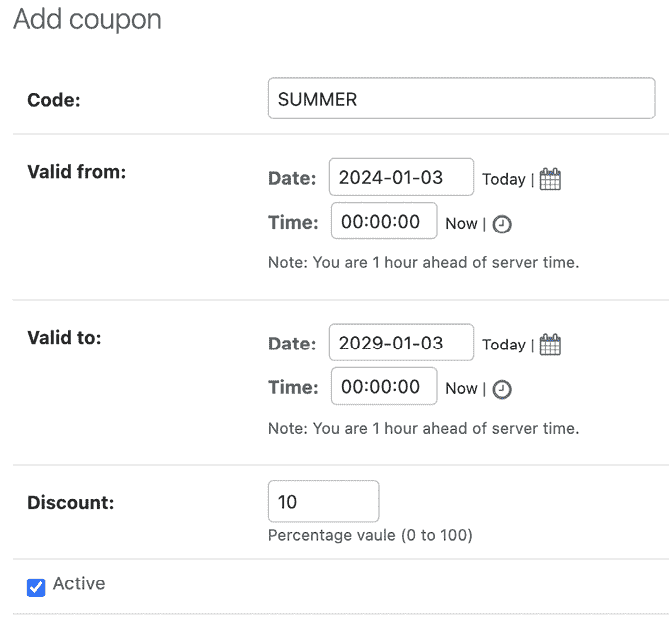 Add coupon
Code: SUMMER
Valid from: Date: 2024-01-03 Today |
Time: 00:00:00 Now |
Note: You are 1 hour ahead of server time.
Valid to: Date: 2029-01-03 Today |
Time: 00:00:00 Now |
Note: You are 1 hour ahead of server time.
Discount: 10
Percentage vaule (0 to 100)
Active